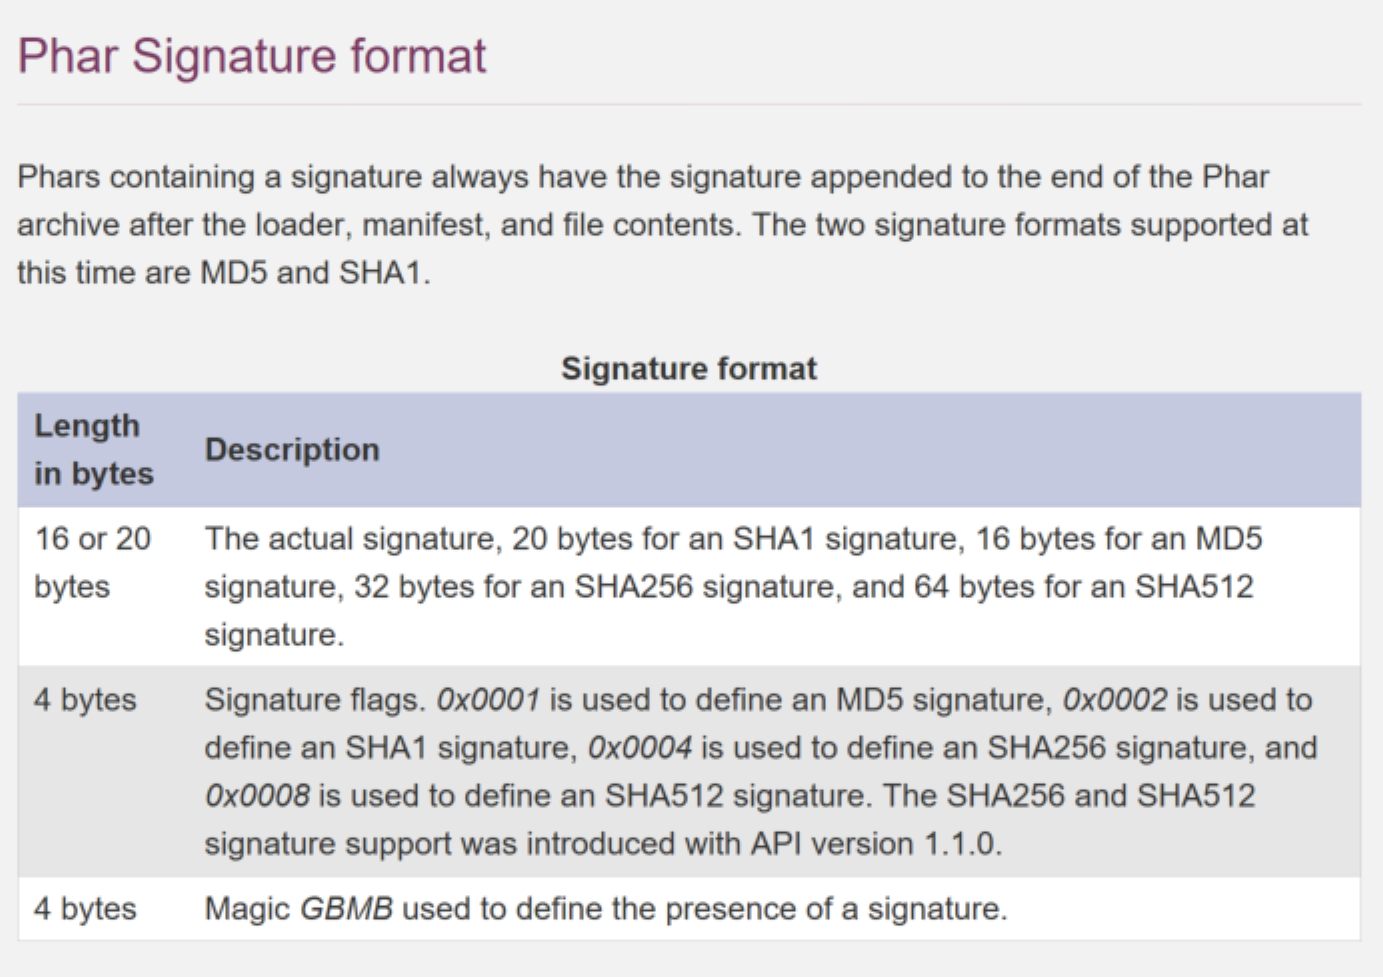 Phar Signature format
Phars containing a signature always have the signature appended to the end of the Phar
archive after the loader, manifest, and file contents. The two signature formats supported at
this time are MD5 and SHA1.
Signature format
Length
in bytes
Description
16 or 20
bytes
The actual signature, 20 bytes for an SHA1 signature, 16 bytes for an MD5
signature, 32 bytes for an SHA256 signature, and 64 bytes for an SHA512
signature.
4 bytes
Signature flags. 0x0001 is used to define an MD5 signature, 0x0002 is used to
define an SHA1 signature, 0x0004 is used to define an SHA256 signature, and
0x0008 is used to define an SHA512 signature. The SHA256 and SHA512
signature support was introduced with API version 1.1.0.
4 bytes
Magic GBMB used to define the presence of a signature.